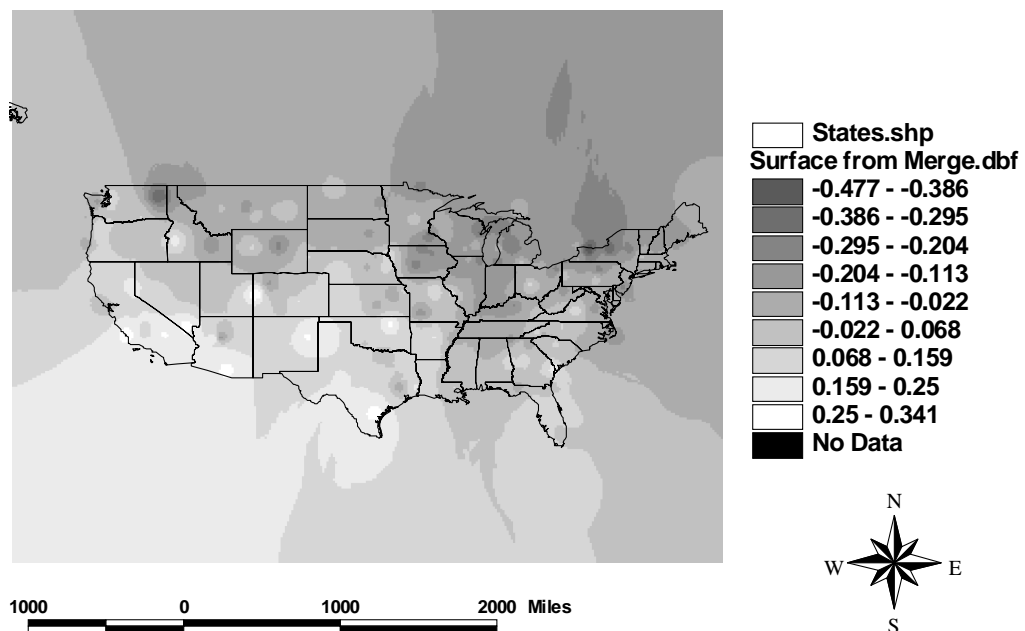 States.shp
Surface from Merge.dbf
-0.477 - -0.386
-0.386 - -0.295
-0.295 - -0.204
-0.204 - -0.113
-0.113 - -0.022
-0.022 - 0.068
0.068 - 0.159
0.159 - 0.25
0.25 - 0.341
No Data
N
W E
S
1000 0 1000 2000 Miles